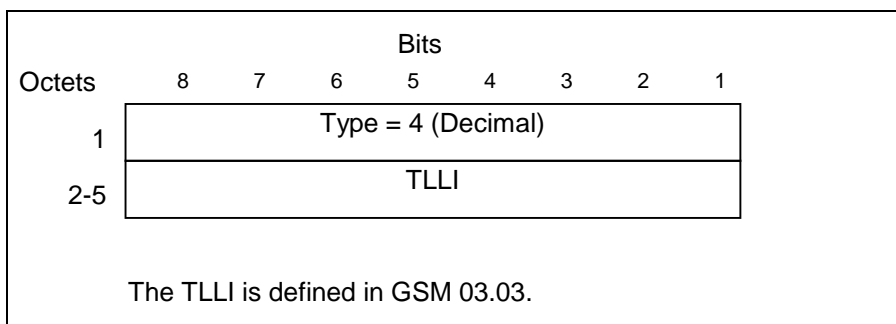 Bits
Octets 8 7 6 5 4 3 2 1
1 Type = 4 (Decimal)
2-5 TLLI
The TLLI is defined in GSM 03.03.